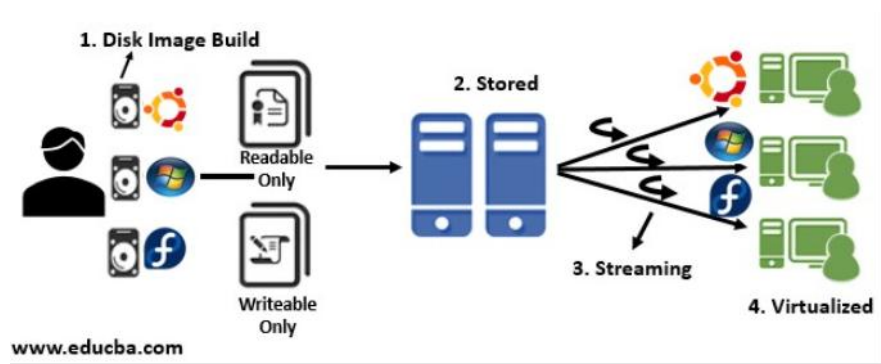 1. Disk Image Build
2. Stored
Readable
Only
3. Streaming
Writeable
Only
4. Virtualized
www.educba.com